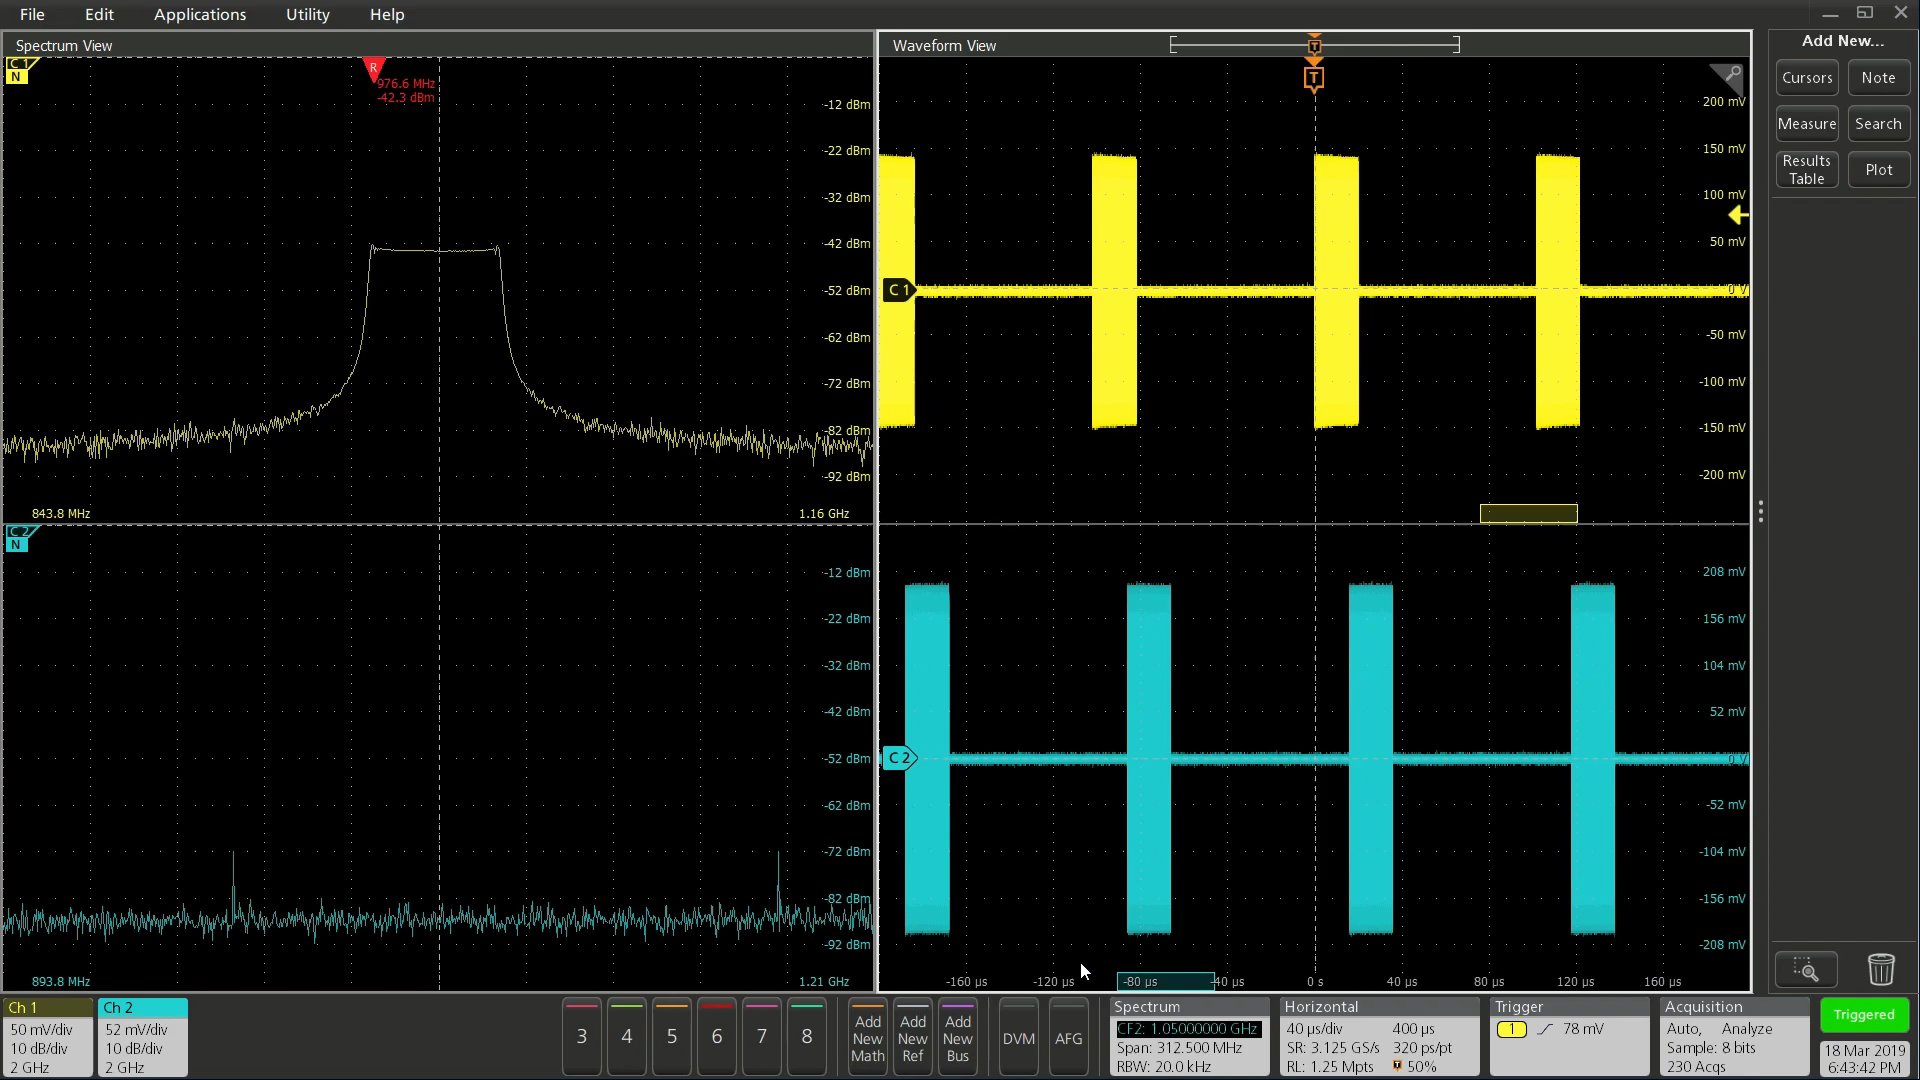 File Edit Applications Utility Help
Spectrum View
C 1
N
R
976.6 MHz
-42.3 dBm
-12 dBm
-22 dBm
-32 dBm
-42 dBm
-52 dBm
-62 dBm
-72 dBm
-82 dBm
-92 dBm
843.8 MHz 1.16 GHz
C 2
N
-12 dBm
-22 dBm
-32 dBm
-42 dBm
-52 dBm
-62 dBm
-72 dBm
-82 dBm
-92 dBm
893.8 MHz 1.21 GHz
Waveform View
T
T
200 mV
150 mV
100 mV
50 mV
C 1
0 V
-50 mV
-100 mV
-150 mV
-200 mV
208 mV
156 mV
104 mV
52 mV
C 2
0 V
-52 mV
-104 mV
-156 mV
-208 mV
-160 µs -120 µs -80 µs -40 µs 0 s 40 µs 80 µs 120 µs 160 µs
Add New...
Cursors Note
Measure Search
Results
Table
Plot
Ch 1
50 mV/div
10 dB/div
2 GHz
Ch 2
52 mV/div
10 dB/div
2 GHz
3 4 5 6 7 8
Add
New
Math
Add
New
Ref
Add
New
Bus
DVM AFG
Spectrum
CF2: 1.05000000 GHz
Span: 312.500 MHz
RBW: 20.0 kHz
Horizontal
40 µs/div 400 µs
SR: 3.125 GS/s 320 ps/pt
RL: 1.25 Mpts T 50%
Trigger
1 78 mV
Acquisition
Auto, Analyze
Sample: 8 bits
230 Acqs
Triggered
18 Mar 2019
6:43:42 PM